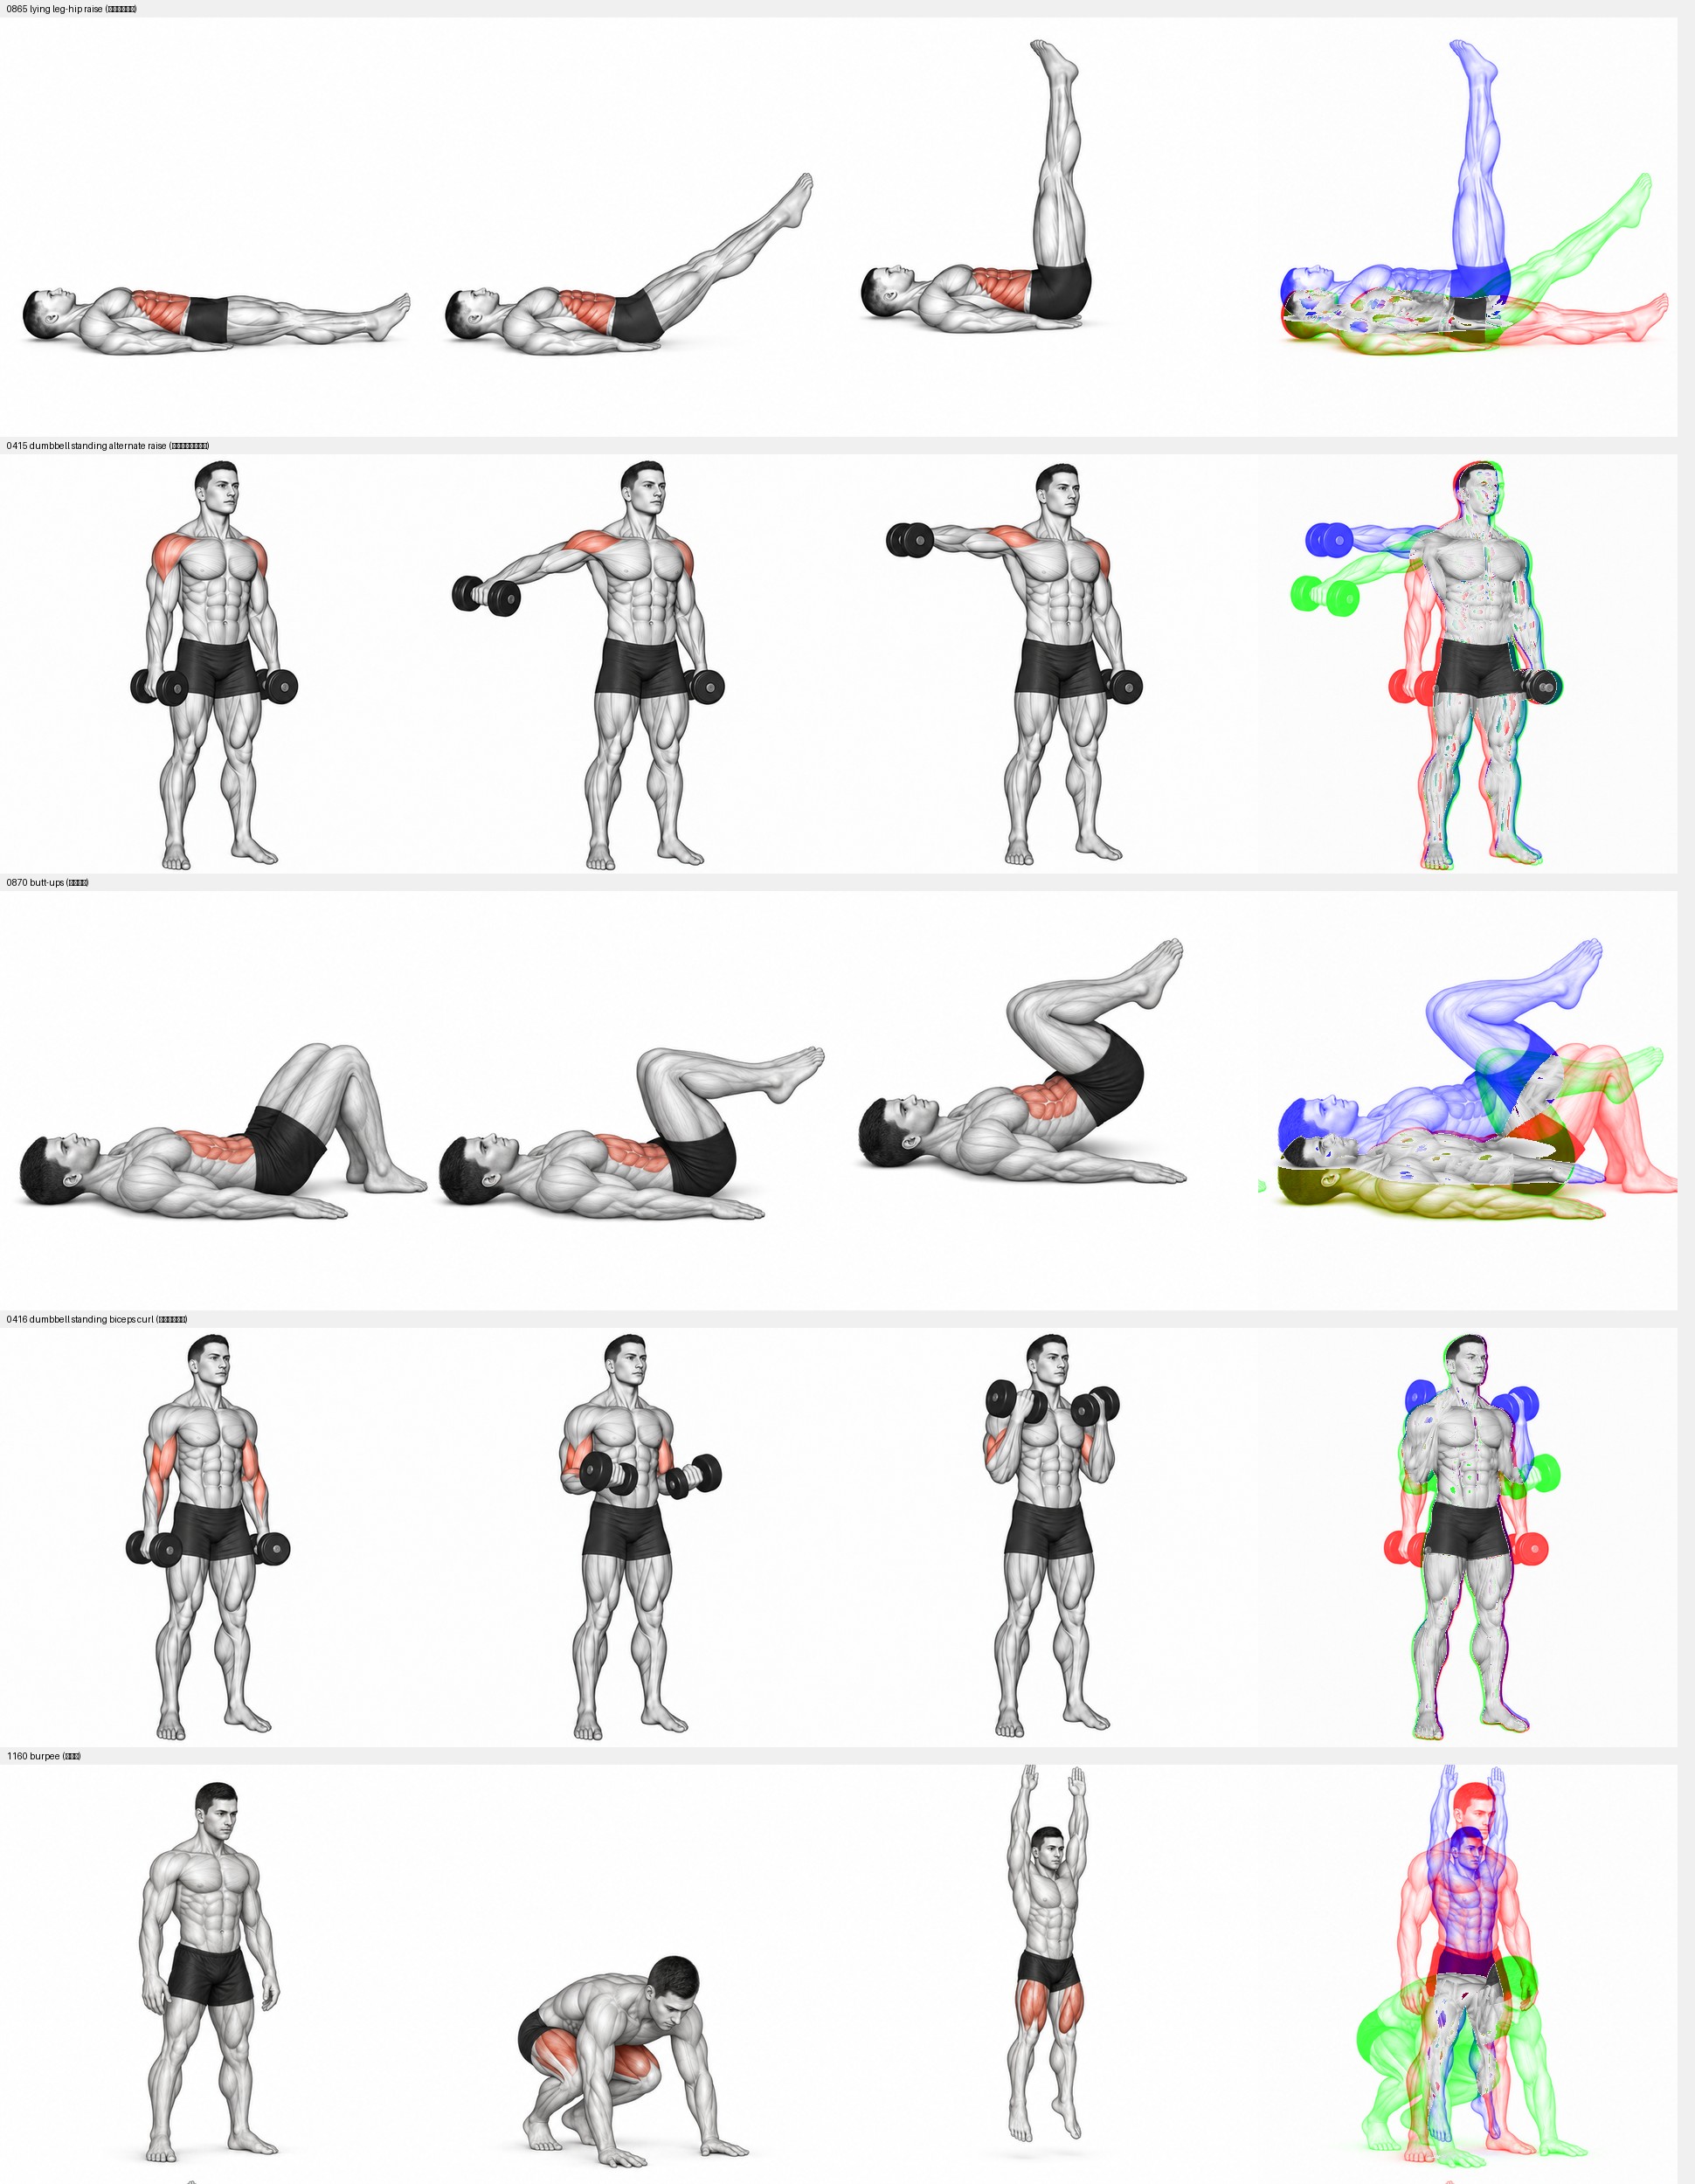 0865 lying leg-hip raise (
0415 dumbbell standing alternate raise (
0870 butt-ups (
0416 dumbbell standing biceps curl (
1160 burpee (